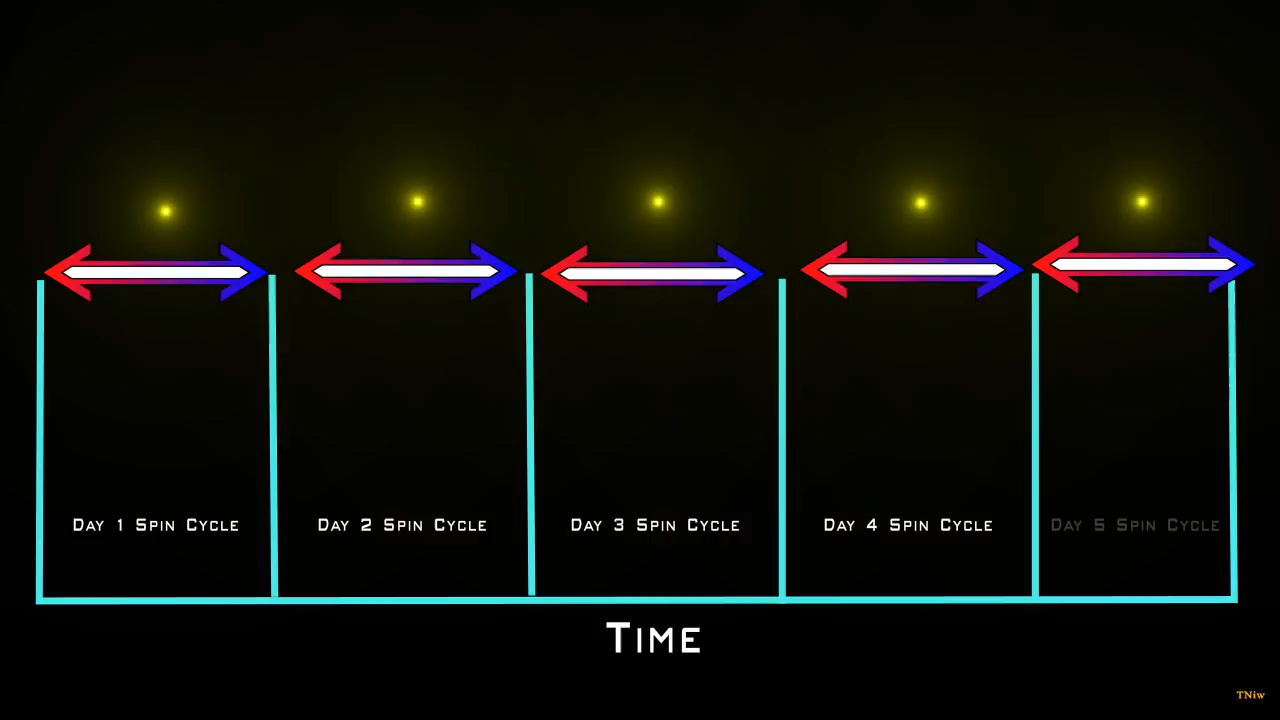 Day 1 Spin Cycle
Day 2 Spin Cycle
Day 3 Spin Cycle
Day 4 Spin Cycle
Day 5 Spin Cycle
Time
TNiw